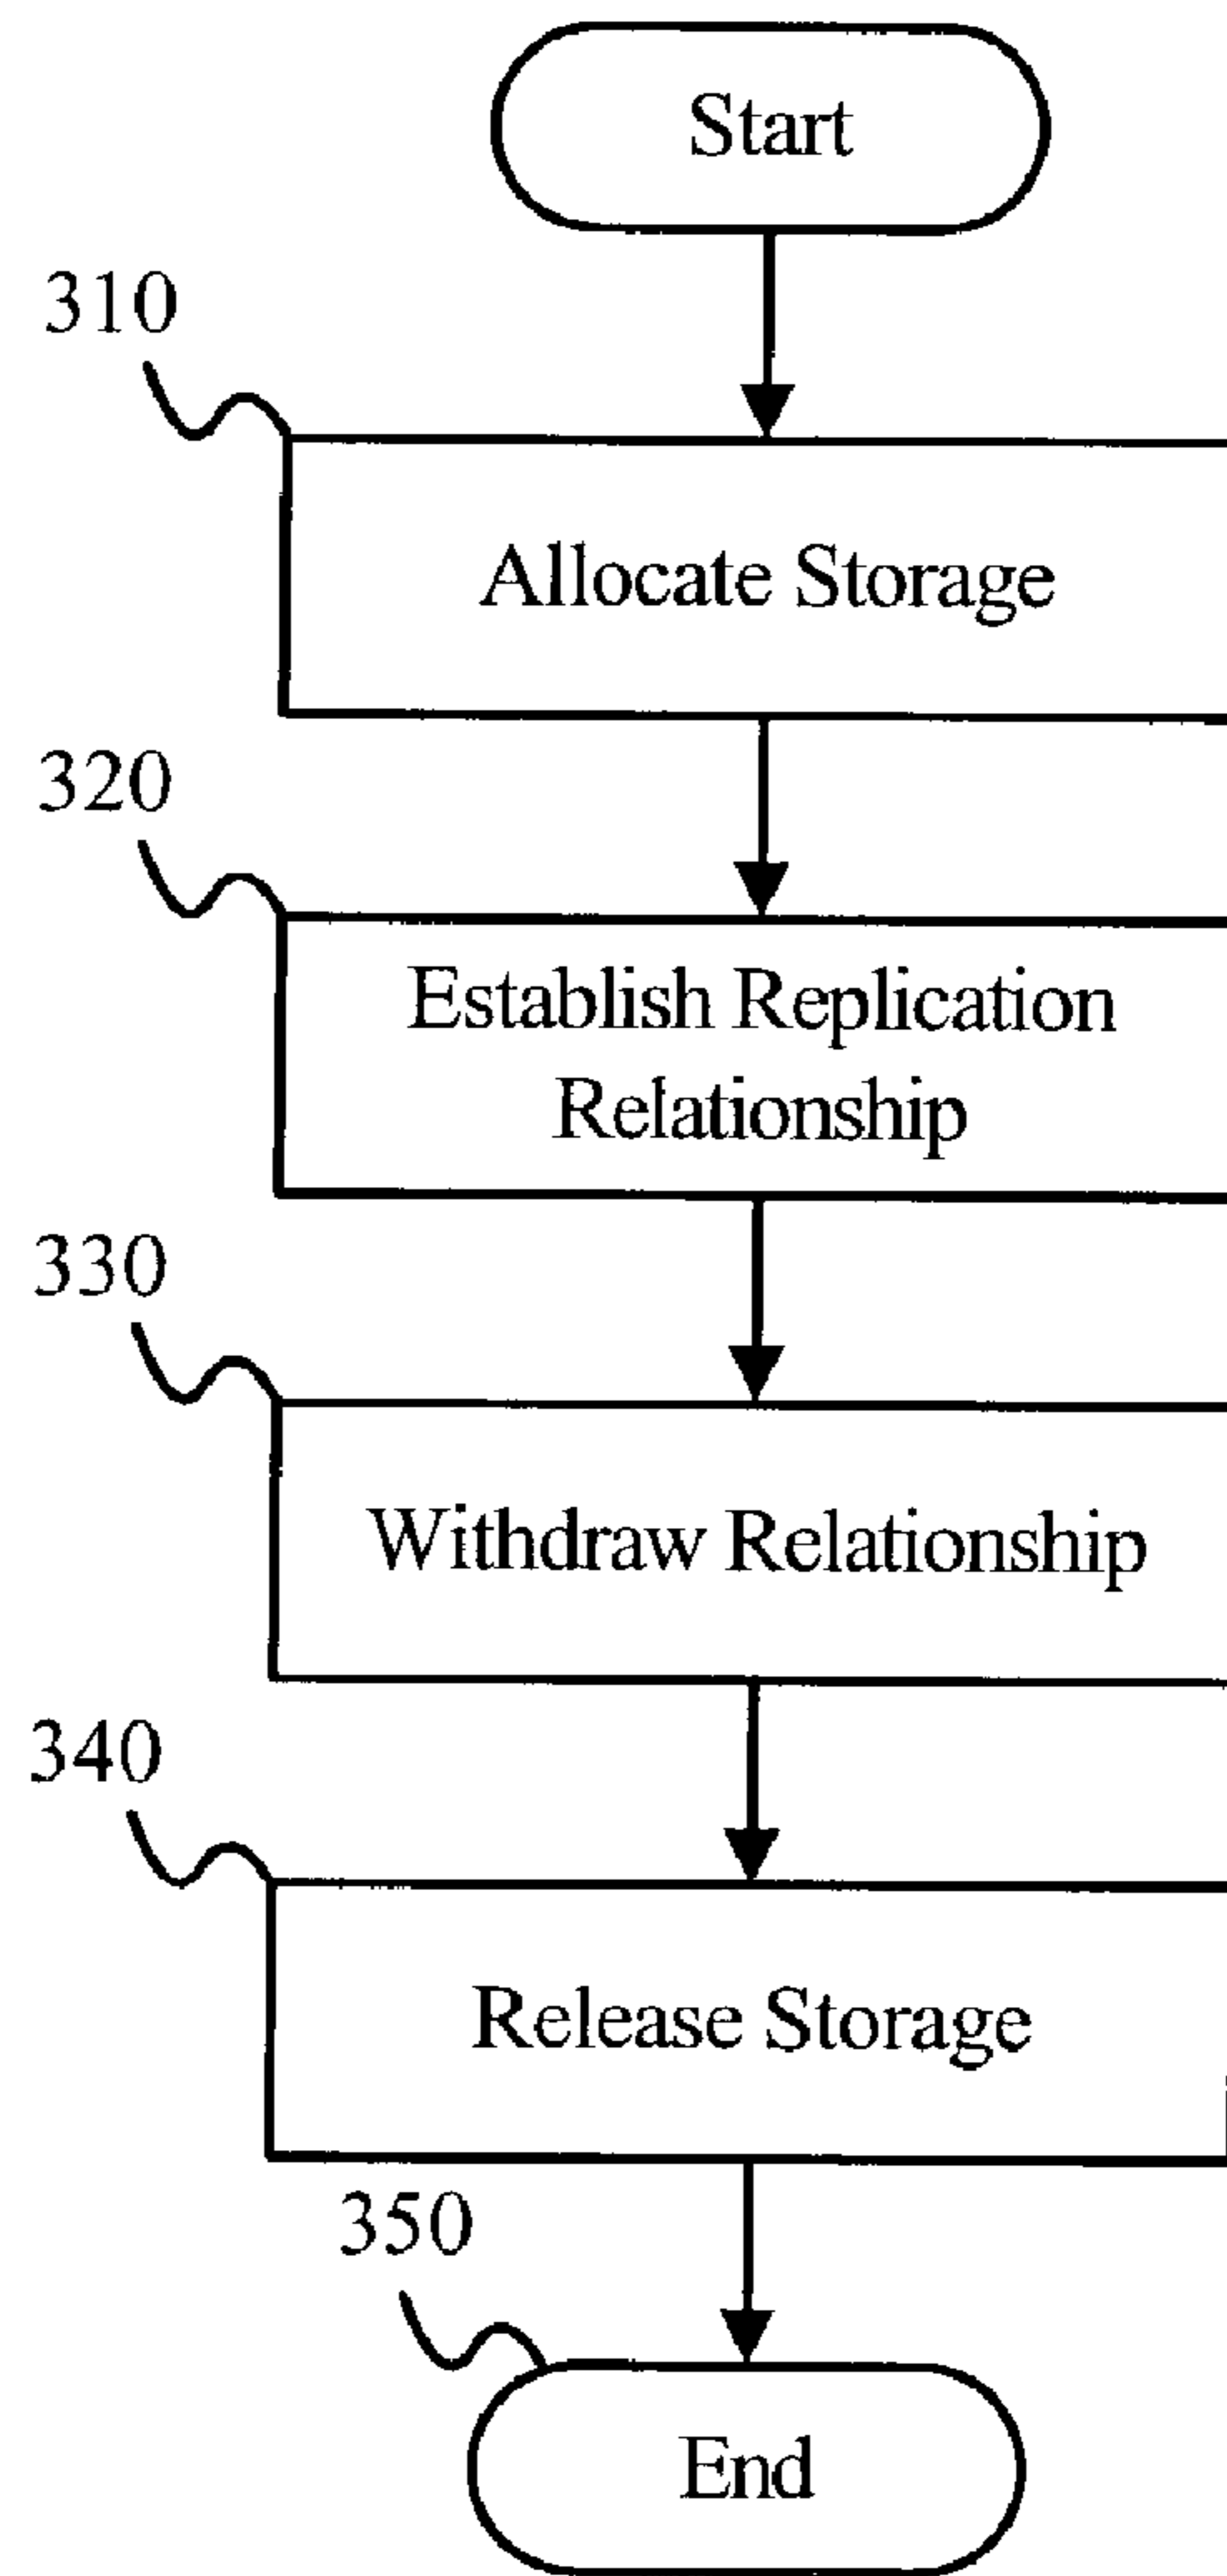 Start
310
Allocate Storage
320
Establish Replication
Relationship
330
Withdraw Relationship
340
Release Storage
350
End